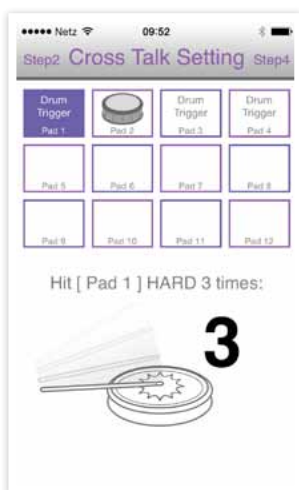 Netz 09:52
Step2 Cross Talk Setting Step4
Drum Trigger Pad 1
Pad 2
Drum Trigger Pad 3
Drum Trigger Pad 4
Pad 5 Pad 6 Pad 7 Pad 8
Pad 9 Pad 10 Pad 11 Pad 12
Hit [ Pad 1 ] HARD 3 times:
3